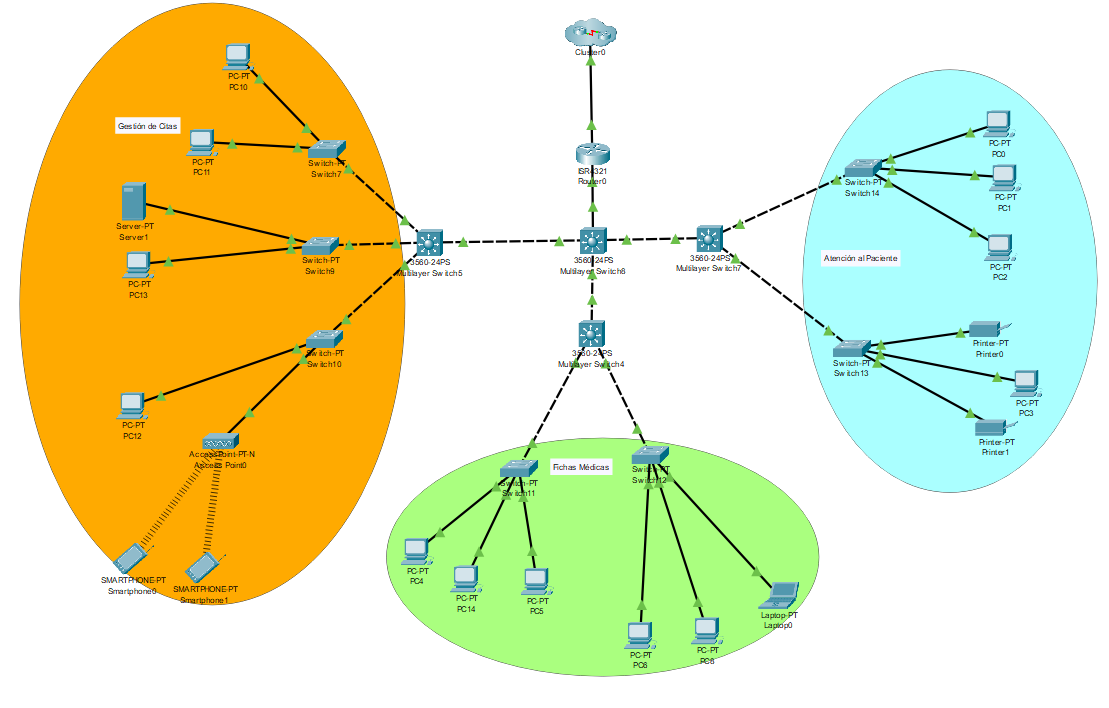 Cluster0
ISR4321
Router0
3560-24PS
Multilayer Switch6
3560-24PS
Multilayer Switch5
3560-24PS
Multilayer Switch7
3560-24PS
Multilayer Switch4
Gestión de Citas
PC-PT
PC10
PC-PT
PC11
Switch-PT
Switch7
Server-PT
Server1
Switch-PT
Switch9
PC-PT
PC13
Switch-PT
Switch10
PC-PT
PC12
AccessPoint-PT-N
Access Point0
SMARTPHONE-PT
Smartphone0
SMARTPHONE-PT
Smartphone1
Fichas Médicas
Switch-PT
Switch11
Switch-PT
Switch12
PC-PT
PC4
PC-PT
PC14
PC-PT
PC5
PC-PT
PC6
PC-PT
PC8
Laptop-PT
Laptop0
Atención al Paciente
Switch-PT
Switch14
PC-PT
PC0
PC-PT
PC1
PC-PT
PC2
Switch-PT
Switch13
Printer-PT
Printer0
PC-PT
PC3
Printer-PT
Printer1